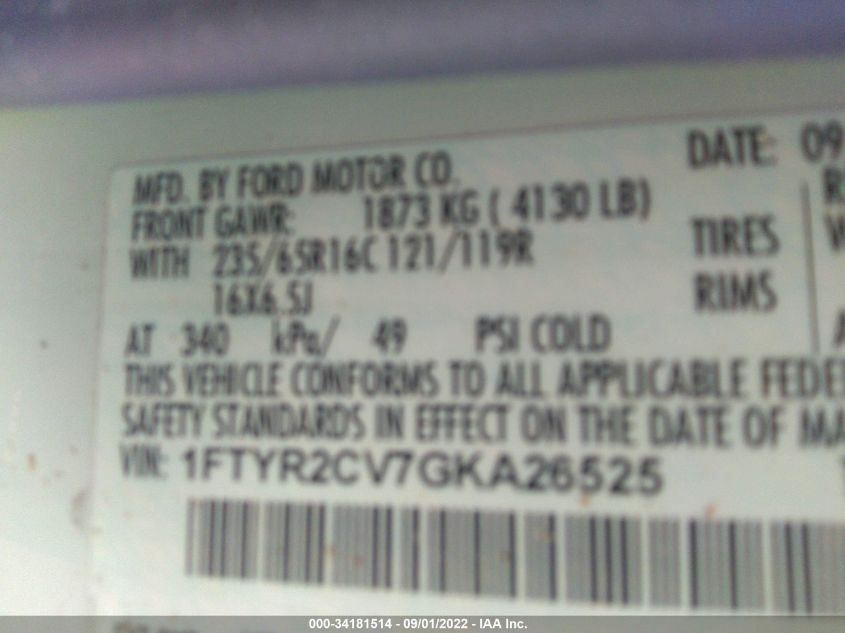 MFD. BY FORD MOTOR CO.
DATE: 09
FRONT GAWR: 1873 KG ( 4130 LB)
WITH 235/65R16C 121/119R TIRES
16X6.5J RIMS
AT 340 kPa/ 49 PSI COLD
THIS VEHICLE CONFORMS TO ALL APPLICABLE FEDE
SAFETY STANDARDS IN EFFECT ON THE DATE OF MA
VIN: 1FTYR2CV7GKA26525
000-34181514 - 09/01/2022 - IAA Inc.